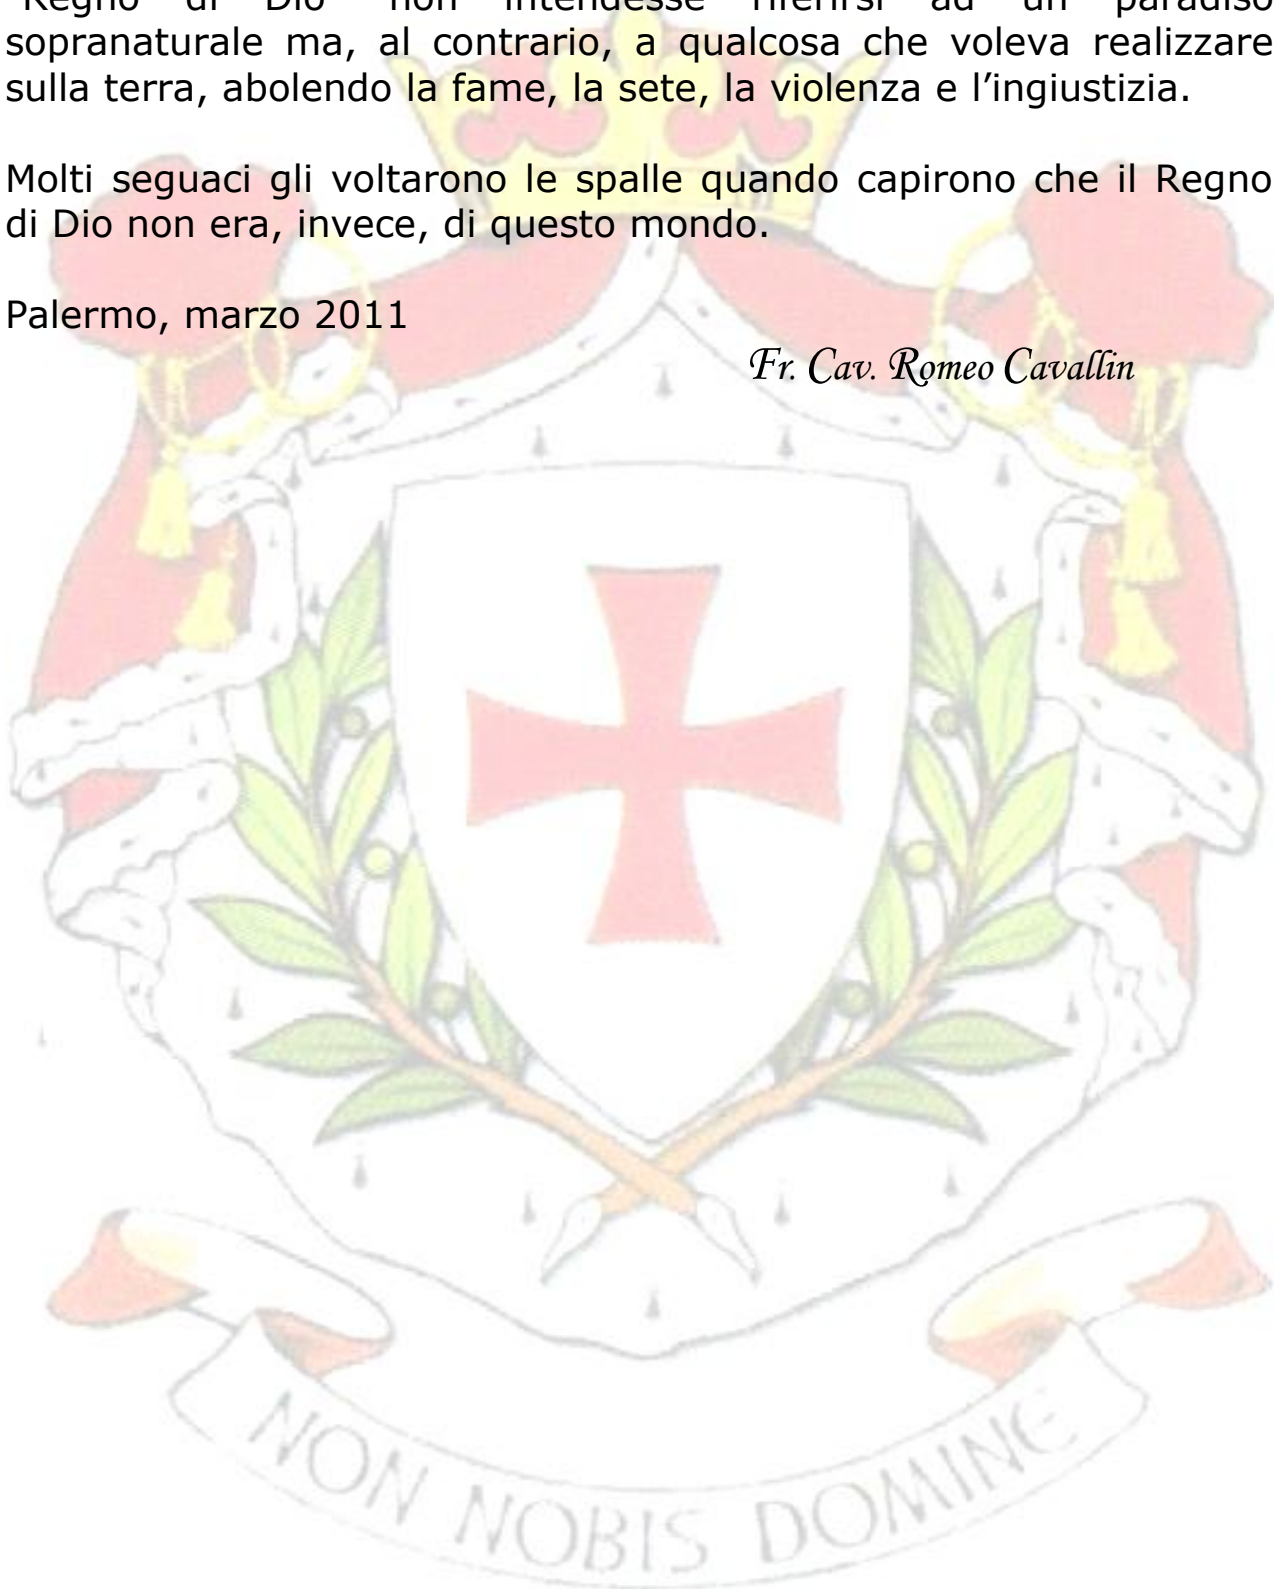 "Regno di Dio" non intendesse riferirsi ad un paradiso
sopranaturale ma, al contrario, a qualcosa che voleva realizzare
sulla terra, abolendo la fame, la sete, la violenza e l’ingiustizia.
Molti seguaci gli voltarono le spalle quando capirono che il Regno
di Dio non era, invece, di questo mondo.
Palermo, marzo 2011
Fr. Cav. Romeo Cavallin
NON NOBIS DOMINE